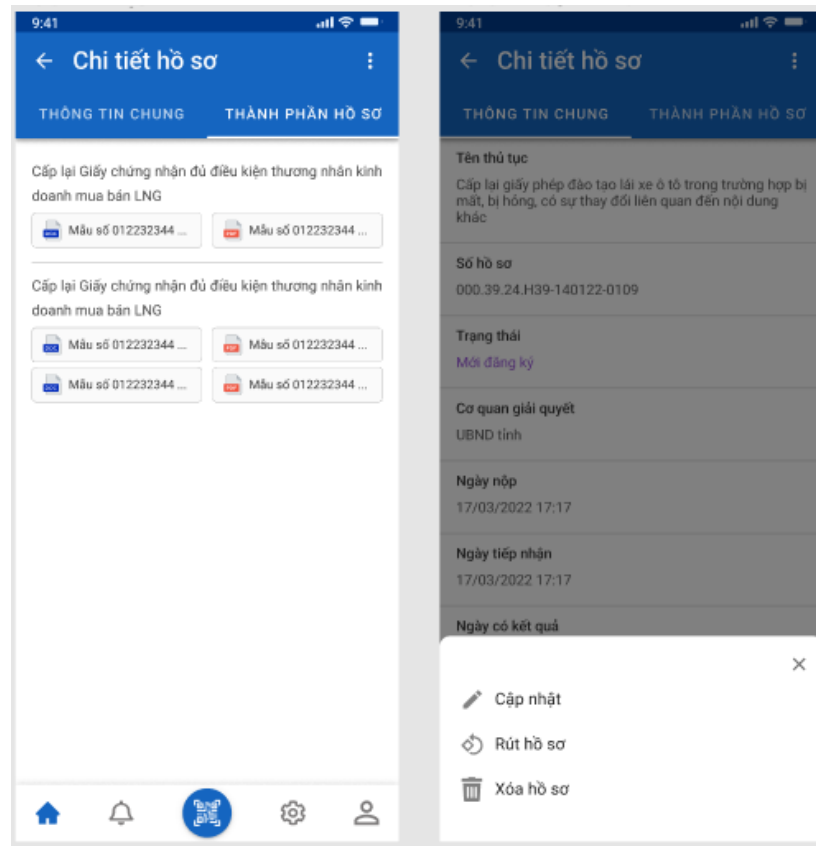 9:41
Chi tiết hồ sơ
THÔNG TIN CHUNG THÀNH PHẦN HỒ SƠ
Cấp lại Giấy chứng nhận đủ điều kiện thương nhân kinh
doanh mua bán LNG
DOC Mẫu số 012232344 ... PDF Mẫu số 012232344 ...
Cấp lại Giấy chứng nhận đủ điều kiện thương nhân kinh
doanh mua bán LNG
DOC Mẫu số 012232344 ... PDF Mẫu số 012232344 ...
DOC Mẫu số 012232344 ... PDF Mẫu số 012232344 ...
9:41
Chi tiết hồ sơ
THÔNG TIN CHUNG THÀNH PHẦN HỒ SƠ
Tên thủ tục
Cấp lại giấy phép đào tạo lái xe ô tô trong trường hợp bị
mất, bị hỏng, có sự thay đổi liên quan đến nội dung
khác
Số hồ sơ
000.39.24.H39-140122-0109
Trạng thái
Mới đăng ký
Cơ quan giải quyết
UBND tỉnh
Ngày nộp
17/03/2022 17:17
Ngày tiếp nhận
17/03/2022 17:17
Ngày có kết quả
Cập nhật
Rút hồ sơ
Xóa hồ sơ